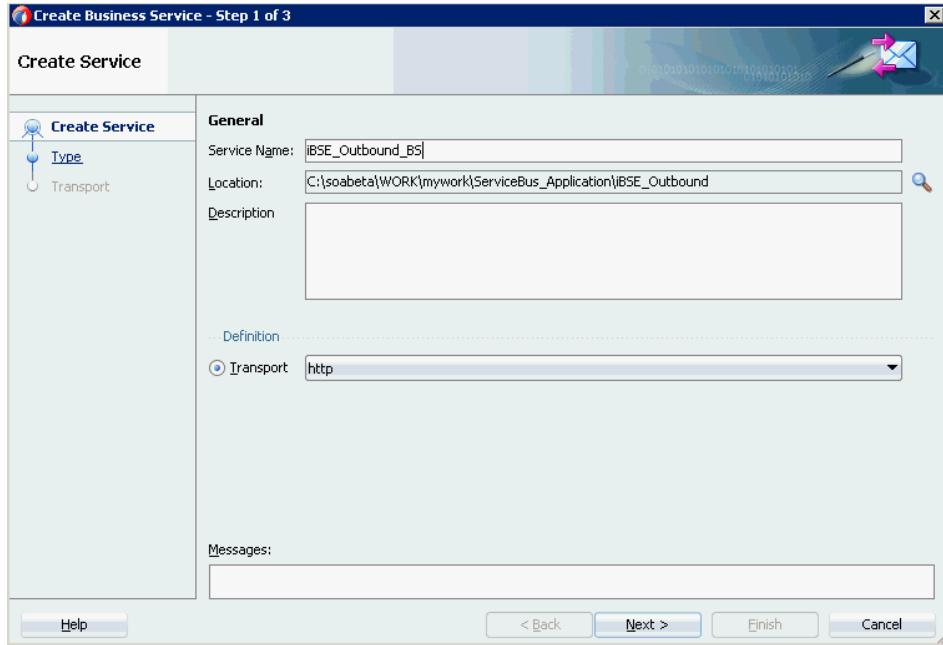 Create Business Service - Step 1 of 3
Create Service
Create Service
Type
Transport
General
Service Name: iBSE_Outbound_BS
Location: C:\soabeta\WORK\mywork\ServiceBus_Application\iBSE_Outbound
Description
Definition
Transport http
Messages:
Help < Back Next > Finish Cancel